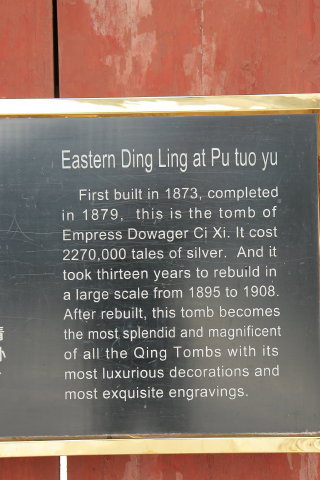 Eastern Ding Ling at Pu tuo yu
First built in 1873, completed
in 1879, this is the tomb of
Empress Dowager Ci Xi. It cost
2270,000 tales of silver. And it
took thirteen years to rebuild in
a large scale from 1895 to 1908.
After rebuilt, this tomb becomes
the most splendid and magnificent
of all the Qing Tombs with its
most luxurious decorations and
most exquisite engravings.